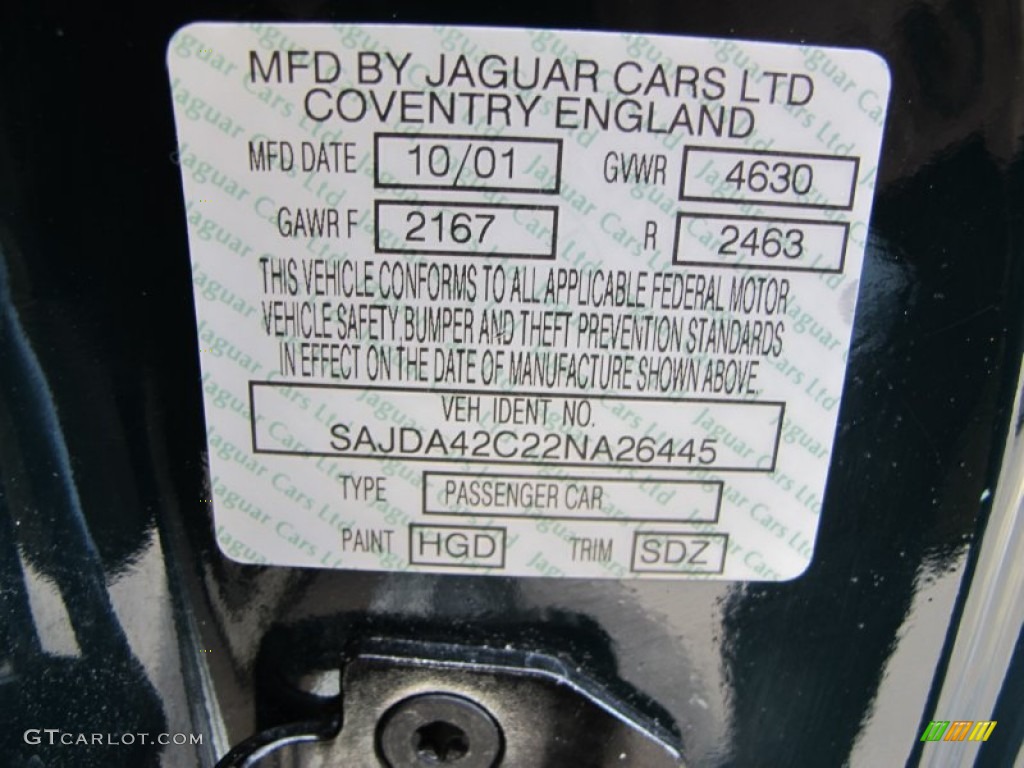 MFD BY JAGUAR CARS LTD
COVENTRY ENGLAND
MFD DATE 10/01 GVWR 4630
GAWR F 2167 R 2463
THIS VEHICLE CONFORMS TO ALL APPLICABLE FEDERAL MOTOR
VEHICLE SAFETY, BUMPER AND THEFT PREVENTION STANDARDS
IN EFFECT ON THE DATE OF MANUFACTURE SHOWN ABOVE.
VEH. IDENT. NO.
SAJDA42C22NA26445
TYPE PASSENGER CAR
PAINT HGD TRIM SDZ
GTCARLOT.COM